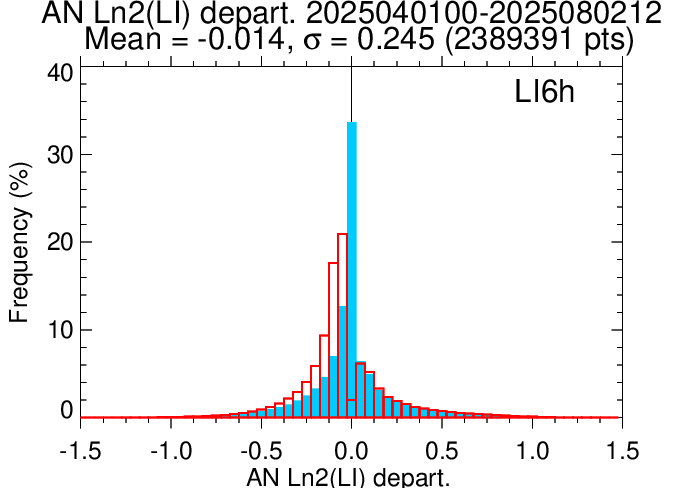 AN Ln2(LI) depart. 2025040100-2025080212
Mean = -0.014, σ = 0.245 (2389391 pts)
LI6h
Frequency (%)
40
30
20
10
0
-1.5 -1.0 -0.5 0.0 0.5 1.0 1.5
AN Ln2(LI) depart.